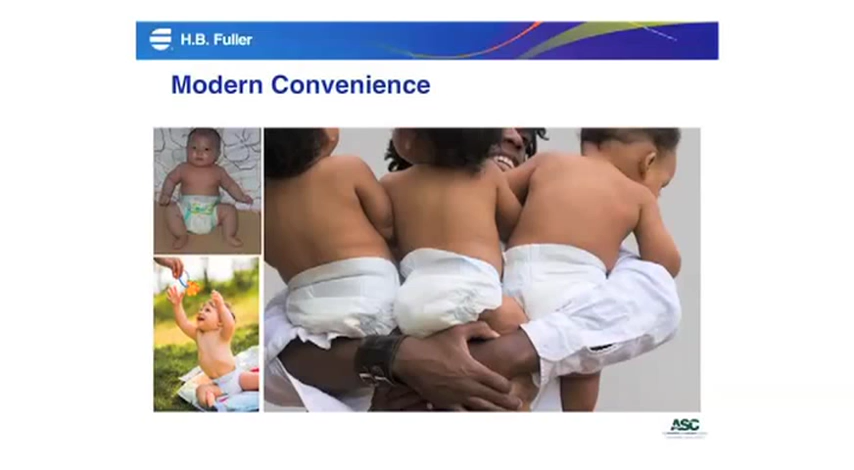 H.B. Fuller
Modern Convenience
ASC